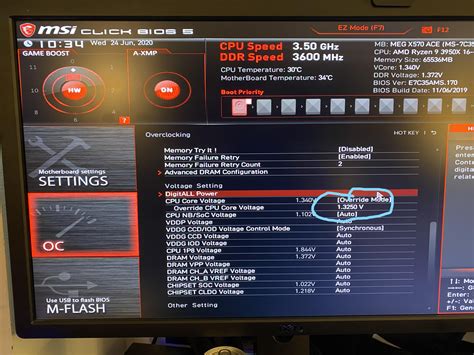 msi CLICK BIOS 5
EZ Mode (F7)
F12
10:34 Wed 24 Jun, 2020
GAME BOOST
A-XMP
HW
ON
CPU Speed 3.50 GHz
DDR Speed 3600 MHz
CPU Temperature: 30°C
MotherBoard Temperature: 34°C
MB: MEG X570 ACE (MS-7C35
CPU: AMD Ryzen 9 3950X 16-
Memory Size: 65536MB
VCore: 1.340V
DDR Voltage: 1.372V
BIOS Ver: E7C35AMS.170
BIOS Build Date: 11/06/2019
Boot Priority
Motherboard settings
SETTINGS
OC
Use USB to flash BIOS
M-FLASH
Overclocking
HOT KEY
Memory Try It ! [Disabled]
Memory Failure Retry [Enabled]
Memory Failure Retry Count 2
Advanced DRAM Configuration
Voltage Setting
DigitALL Power
CPU Core Voltage 1.340V [Override Mode]
Override CPU Core Voltage 1.3250 V
CPU NB/SoC Voltage [Auto]
VDDP Voltage Auto
VDDG CCD/IOD Voltage Control Mode [Synchronous]
VDDG CCD Voltage Auto
VDDG IOD Voltage Auto
CPU 1P8 Voltage 1.844V Auto
DRAM Voltage 1.372V Auto
DRAM VPP Voltage Auto
DRAM CH_A VREF Voltage Auto
DRAM CH_B VREF Voltage Auto
CHIPSET SOC Voltage 1.022V Auto
CHIPSET CLDO Voltage 1.218V Auto
Other Setting